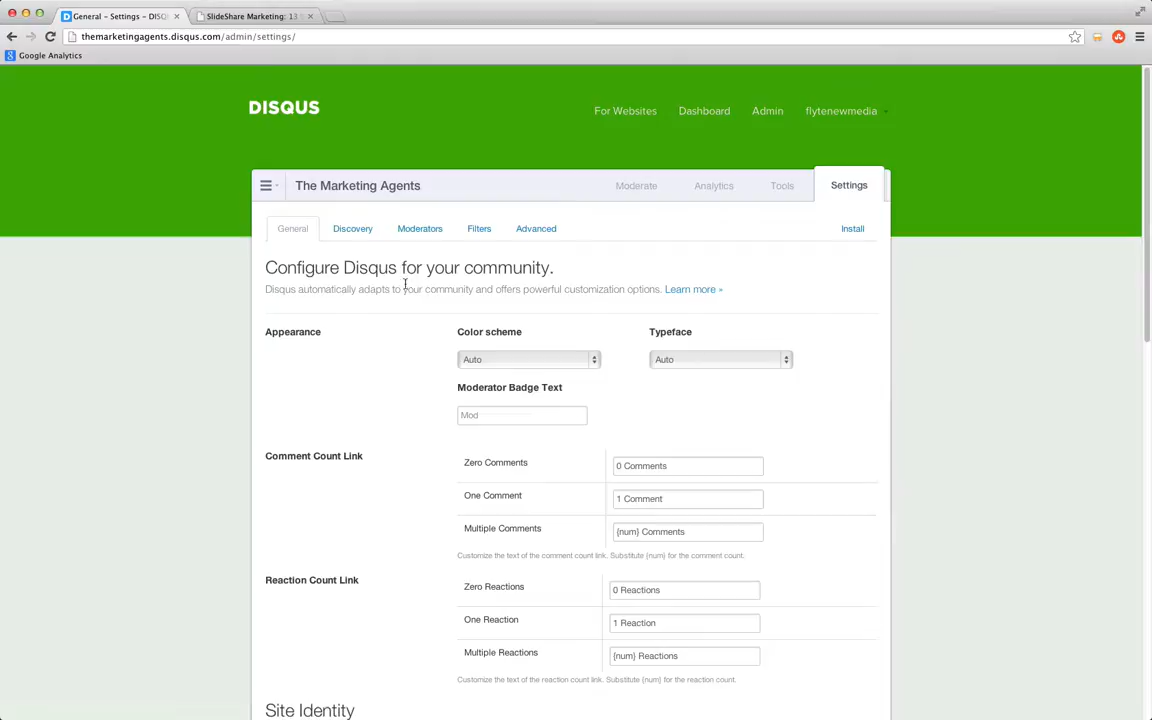 General - Settings - DISQ
SlideShare Marketing: 13
themarketingagents.disqus.com/admin/settings/
Google Analytics
DISQUS
For Websites Dashboard Admin flytenewmedia
The Marketing Agents Moderate Analytics Tools Settings
General Discovery Moderators Filters Advanced Install
Configure Disqus for your community.
Disqus automatically adapts to your community and offers powerful customization options. Learn more »
Appearance Color scheme Typeface
Auto Auto
Moderator Badge Text
Mod
Comment Count Link
Zero Comments 0 Comments
One Comment 1 Comment
Multiple Comments {num} Comments
Customize the text of the comment count link. Substitute {num} for the comment count.
Reaction Count Link
Zero Reactions 0 Reactions
One Reaction 1 Reaction
Multiple Reactions {num} Reactions
Customize the text of the reaction count link. Substitute {num} for the reaction count.
Site Identity